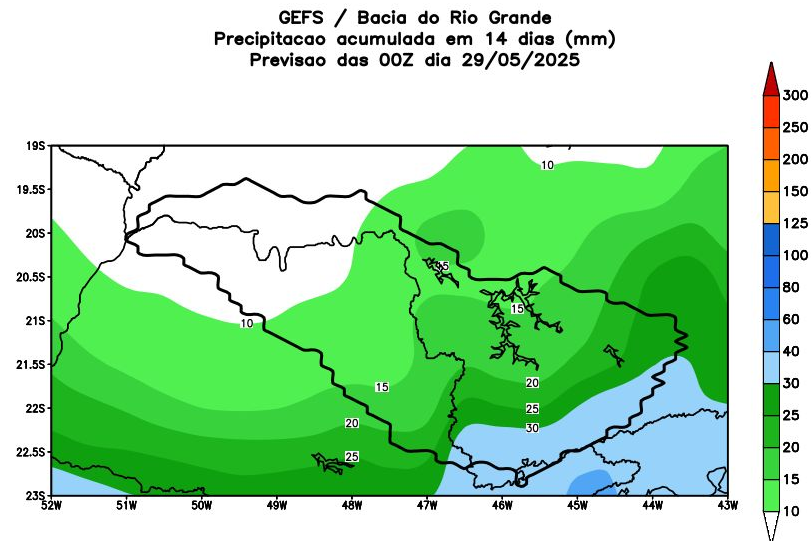 GEFS / Bacia do Rio Grande
Precipitacao acumulada em 14 dias (mm)
Previsao das 00Z dia 29/05/2025
300
250
200
150
125
100
80
60
40
30
25
20
15
10
19S
19.5S
20S
20.5S
21S
21.5S
22S
22.5S
23S
10
15
15
10
15
20
20
25
30
25
52W 51W 50W 49W 48W 47W 46W 45W 44W 43W